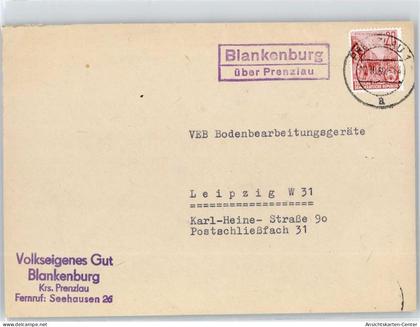 Blankenburg
über Prenzlau
VEB Bodenbearbeitungsgeräte
Leipzig W 31
Karl-Heine- Straße 90
Postschließfach 31
Volkseigenes Gut
Blankenburg
Krs. Prenzlau
Fernruf: Seehausen 26
Ansichtskarten-Center